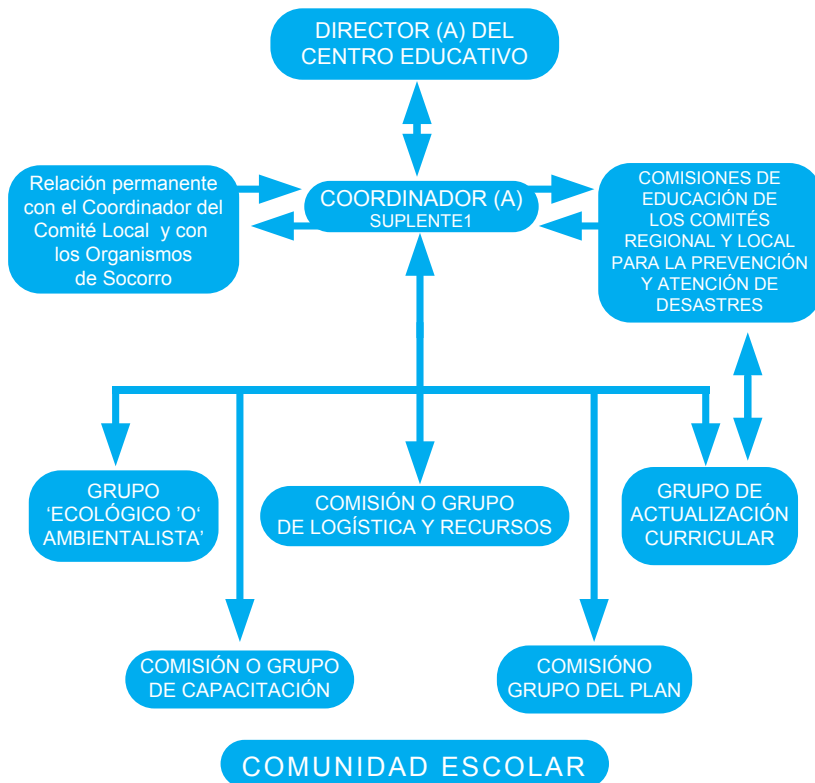 DIRECTOR (A) DEL
CENTRO EDUCATIVO
Relación permanente
con el Coordinador del
Comité Local y con
los Organismos
de Socorro
COORDINADOR (A)
SUPLENTE1
COMISIONES DE
EDUCACIÓN DE
LOS COMITÉS
REGIONAL Y LOCAL
PARA LA PREVENCIÓN
Y ATENCIÓN DE
DESASTRES
GRUPO
‘ECOLÓGICO ’O‘
AMBIENTALISTA’
COMISIÓN O GRUPO
DE LOGÍSTICA Y RECURSOS
GRUPO DE
ACTUALIZACIÓN
CURRICULAR
COMISIÓN O GRUPO
DE CAPACITACIÓN
COMISIÓNO
GRUPO DEL PLAN
COMUNIDAD ESCOLAR